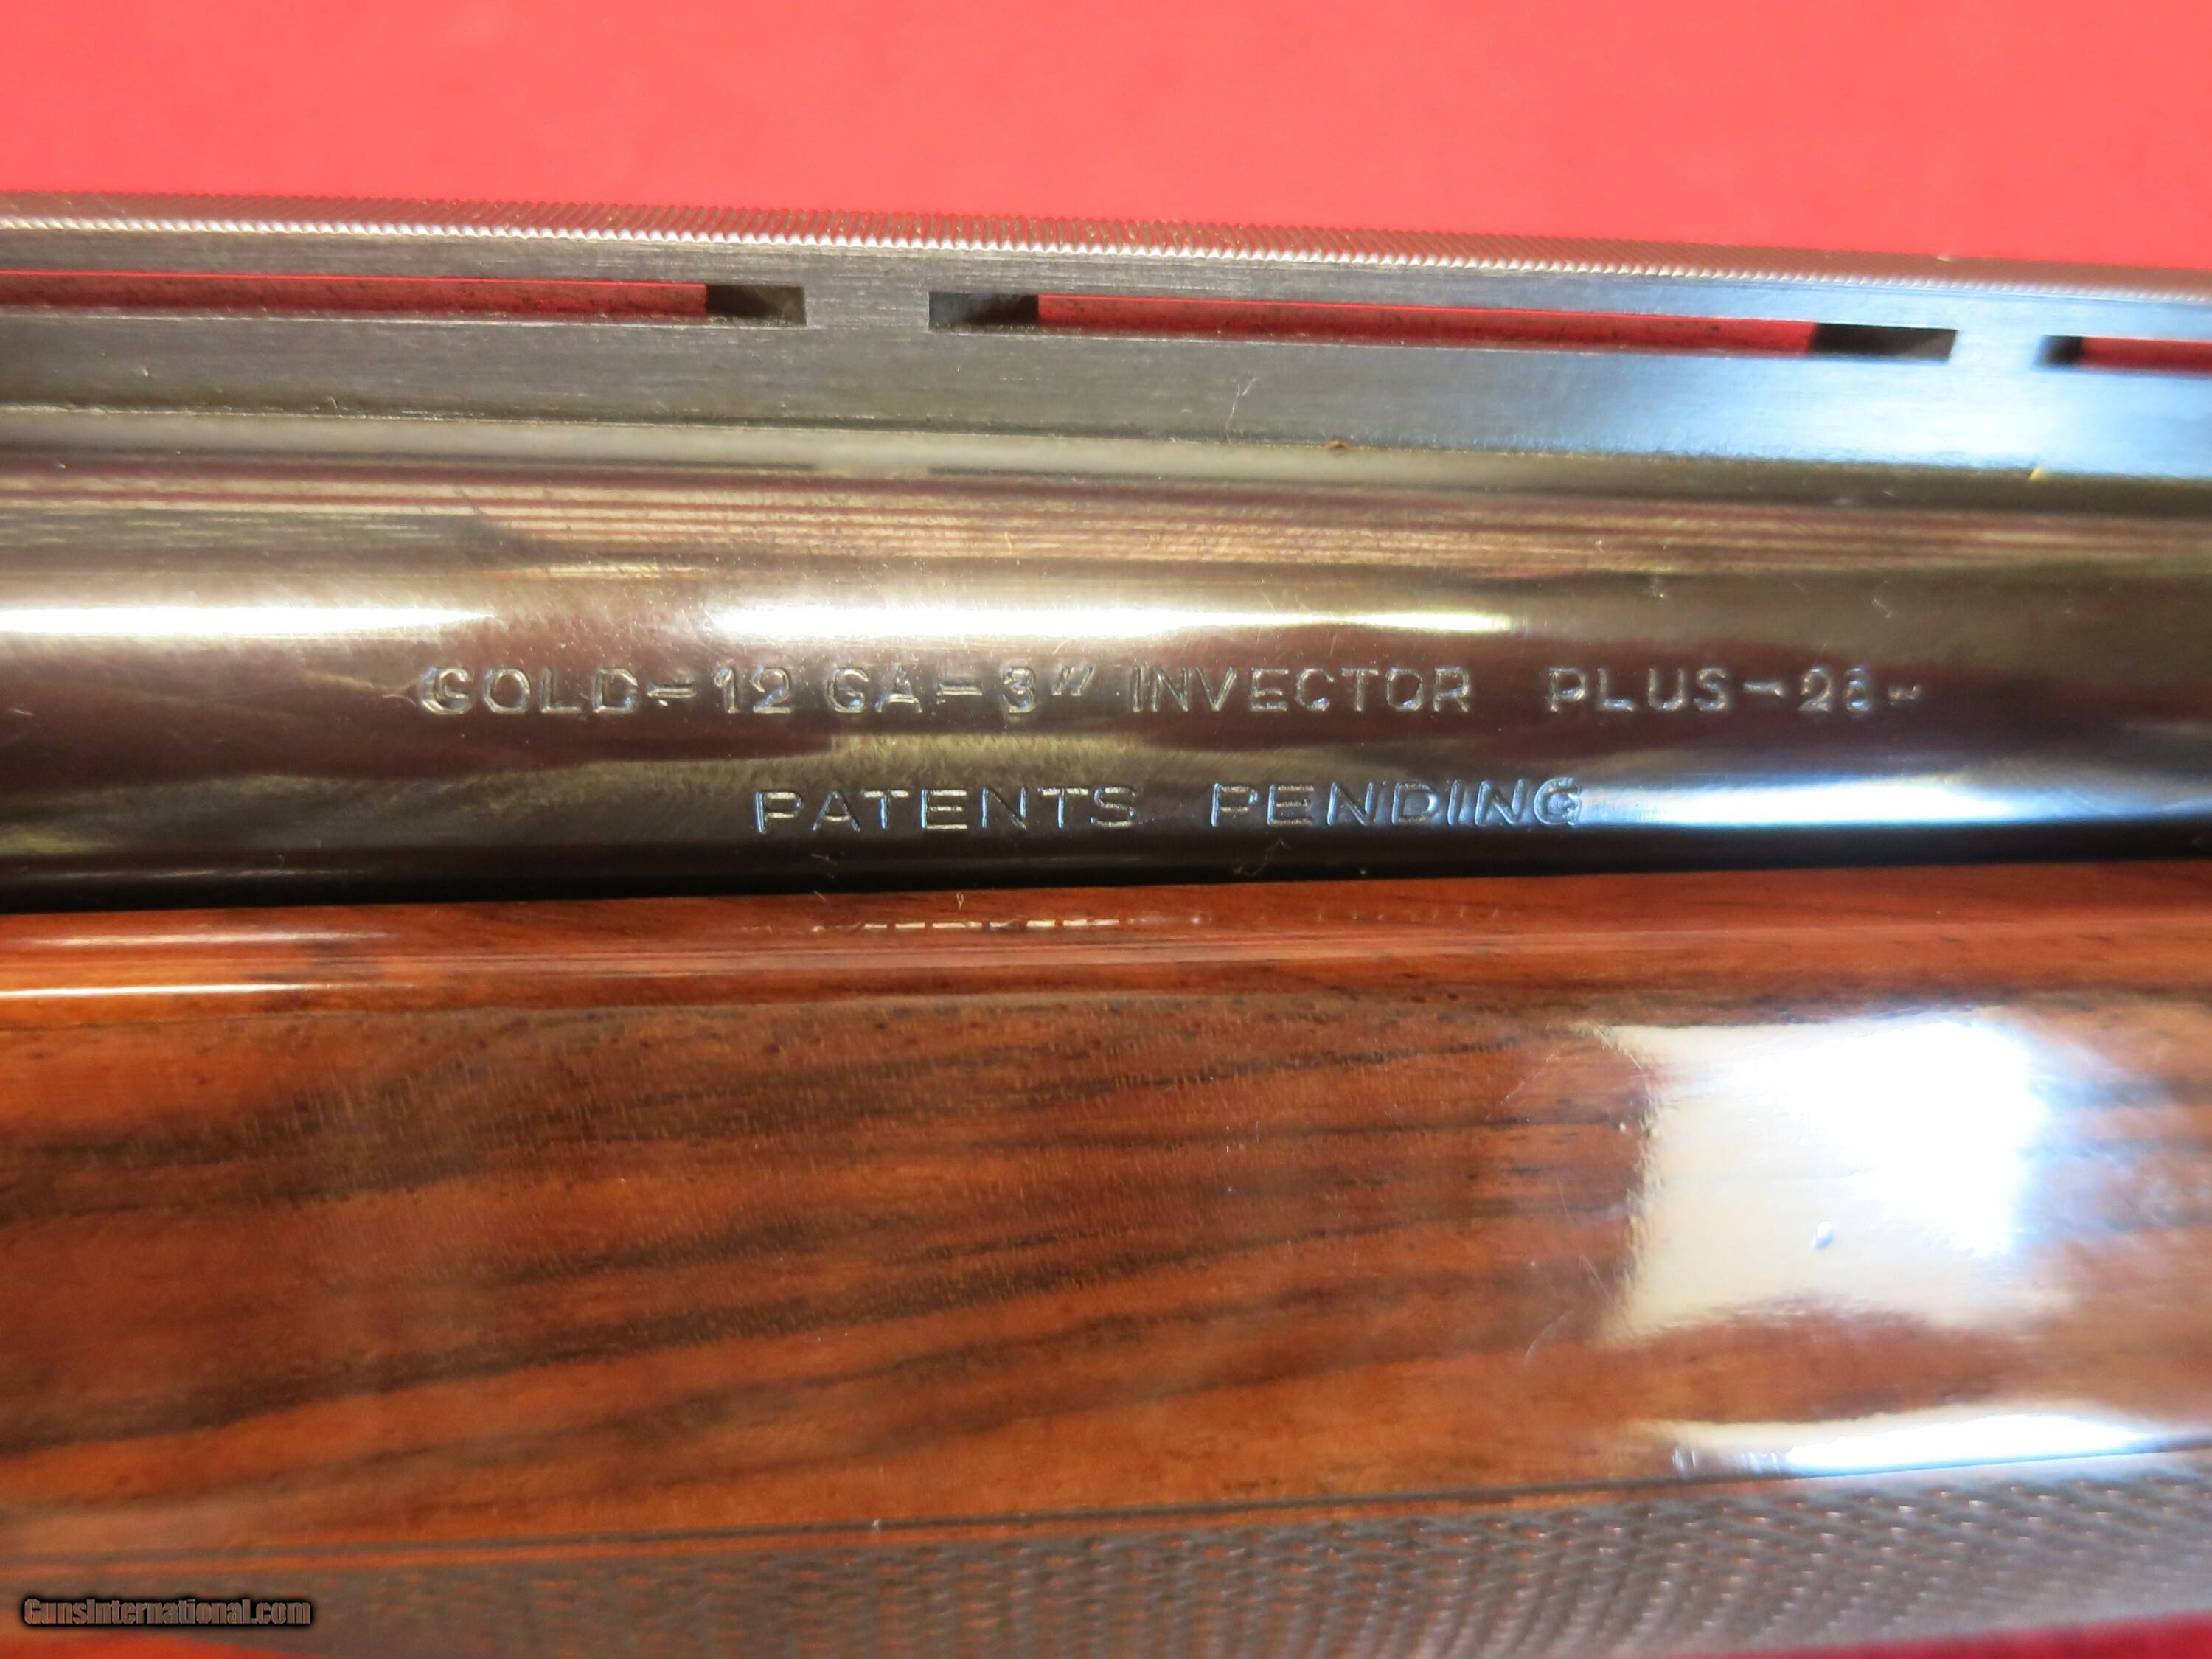 GOLD-12 GA-3" INVECTOR PLUS-28"
PATENTS PENDING
GunsInternational.com